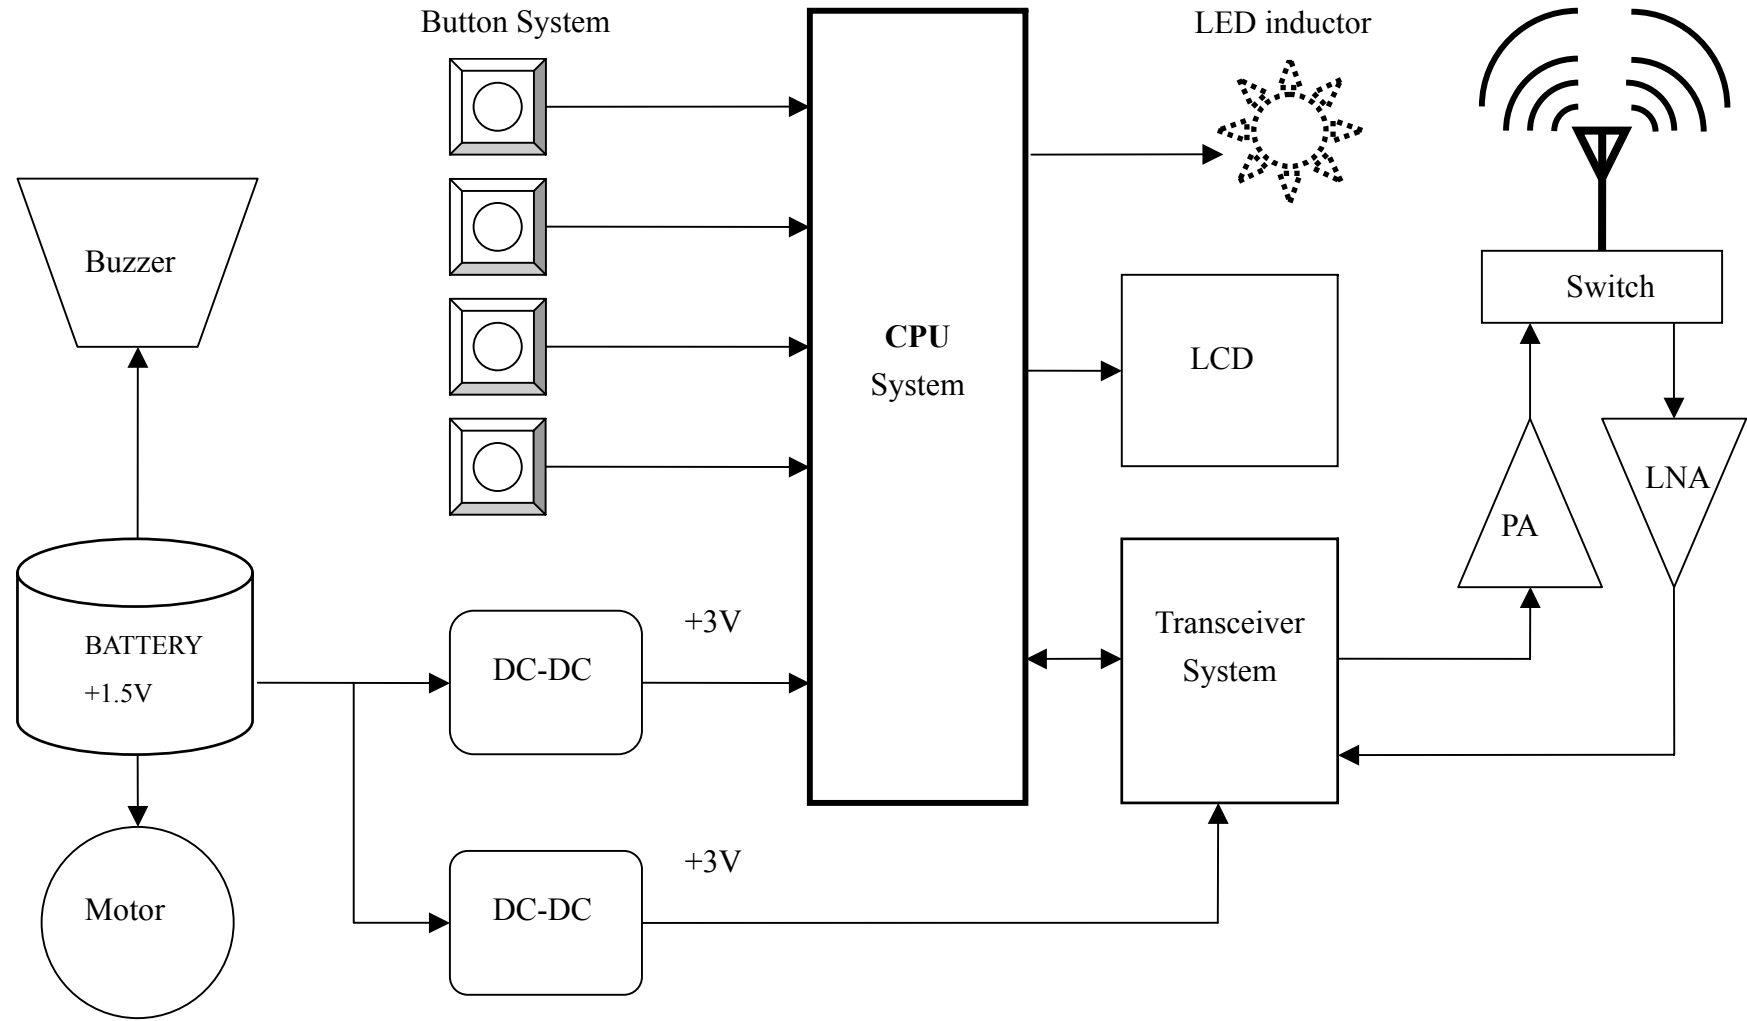 Button System
LED inductor
Buzzer
Switch
CPU
System
LCD
LNA
PA
BATTERY
+1.5V
DC-DC
+3V
Transceiver
System
Motor
DC-DC
+3V